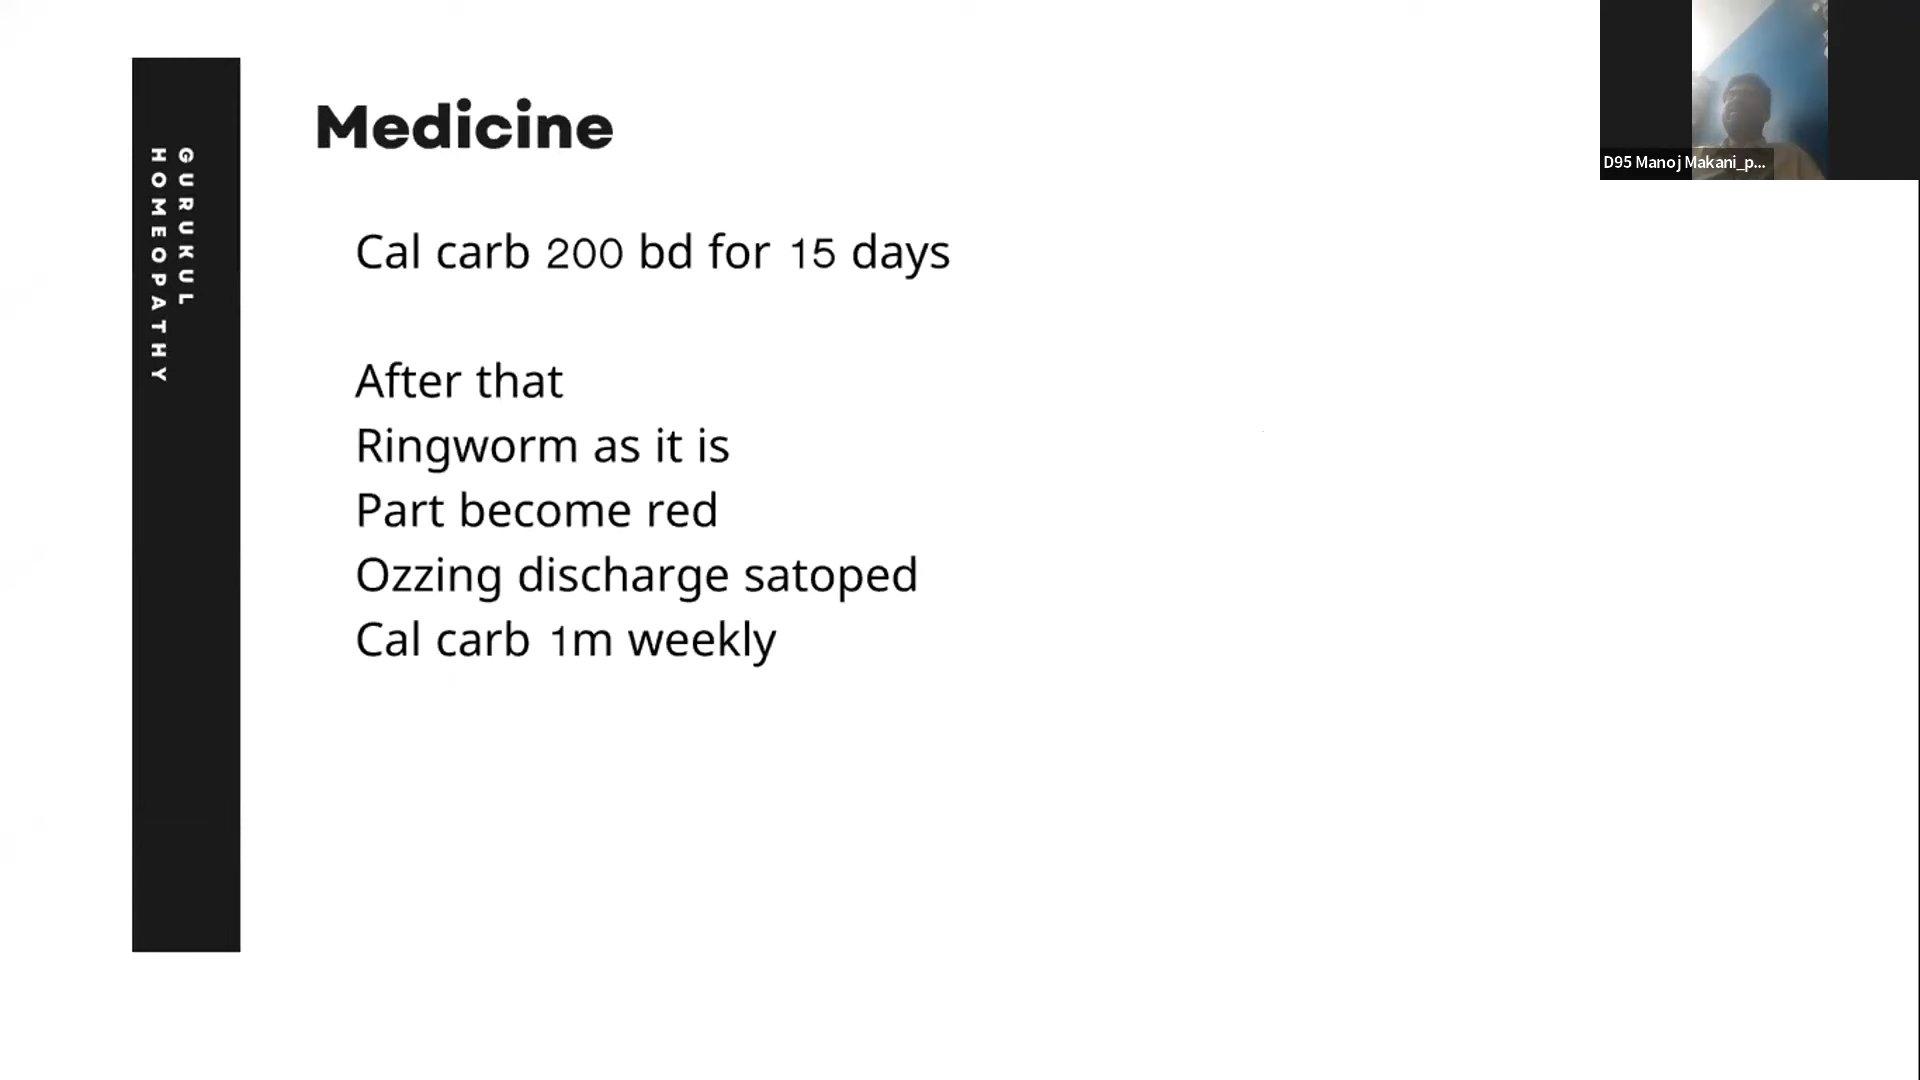 GURUKUL
HOMEOPATHY
Medicine
Cal carb 200 bd for 15 days
After that
Ringworm as it is
Part become red
Ozzing discharge satoped
Cal carb 1m weekly
D95 Manoj Makani_p...